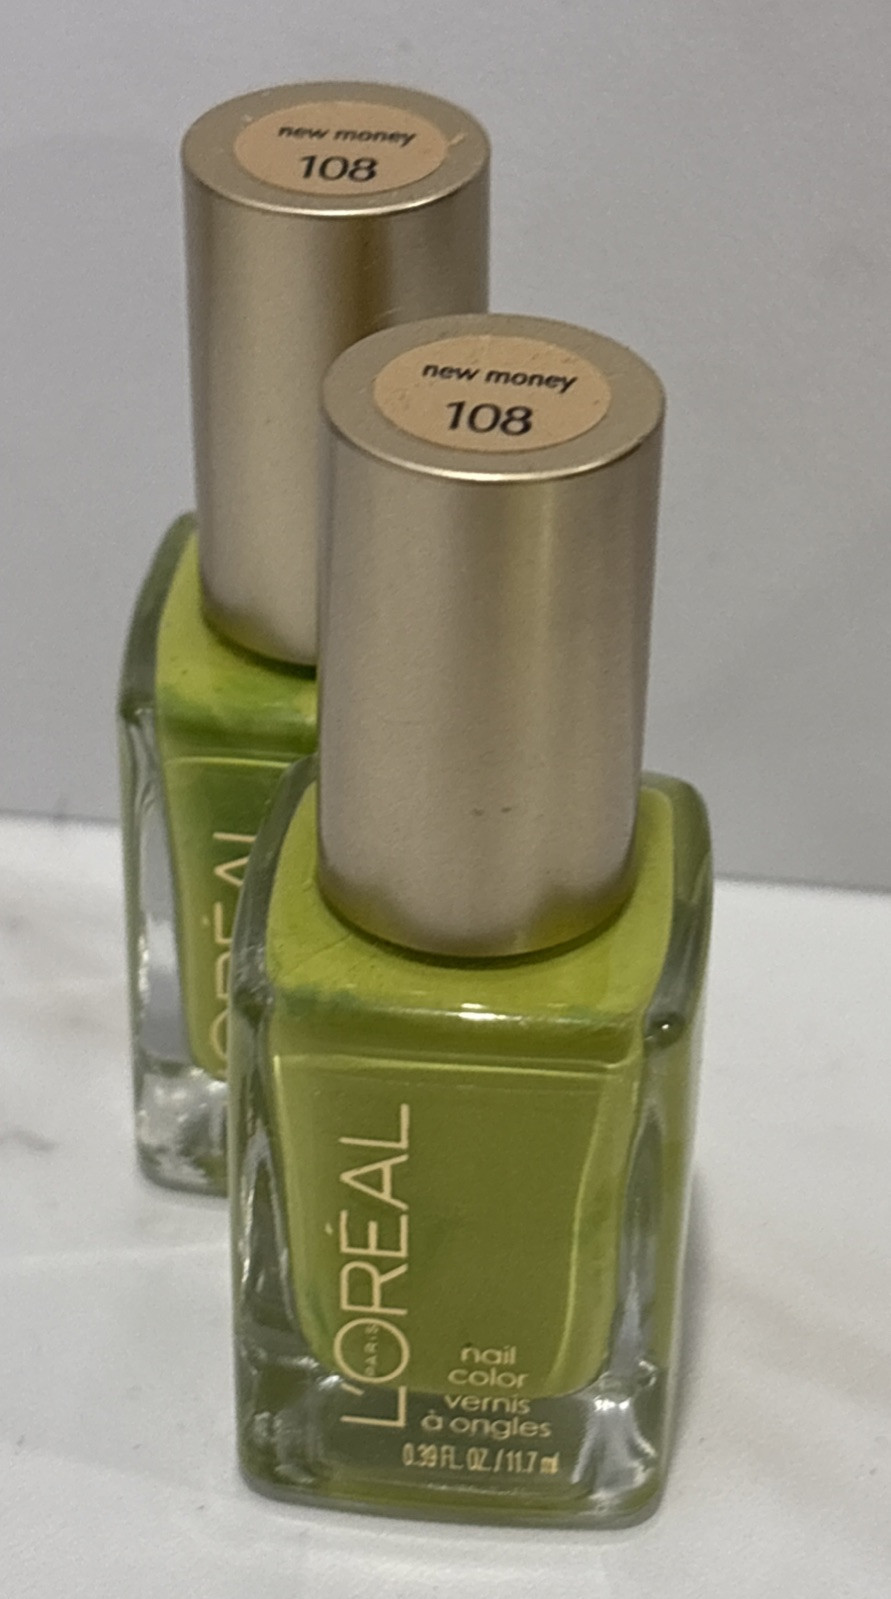 new money
108
new money
108
ORÉAL
L'ORÉAL
PARIS
nail
color
vernis
à ongles
0.39 FL. OZ. / 11.7 ml